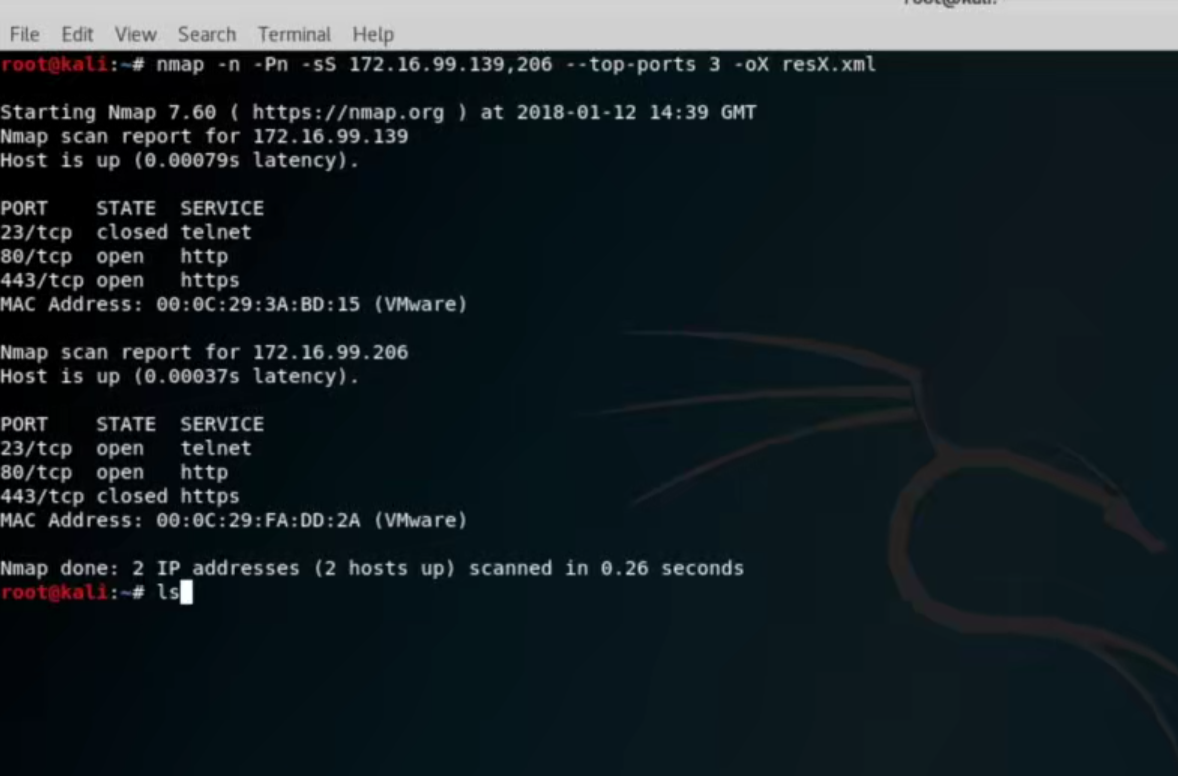 root@kali: ~
File Edit View Search Terminal Help
root@kali:~# nmap -n -Pn -sS 172.16.99.139,206 --top-ports 3 -oX resX.xml
Starting Nmap 7.60 ( https://nmap.org ) at 2018-01-12 14:39 GMT
Nmap scan report for 172.16.99.139
Host is up (0.00079s latency).
PORT    STATE  SERVICE
23/tcp  closed telnet
80/tcp  open   http
443/tcp open   https
MAC Address: 00:0C:29:3A:BD:15 (VMware)
Nmap scan report for 172.16.99.206
Host is up (0.00037s latency).
PORT    STATE  SERVICE
23/tcp  open   telnet
80/tcp  open   http
443/tcp closed https
MAC Address: 00:0C:29:FA:DD:2A (VMware)
Nmap done: 2 IP addresses (2 hosts up) scanned in 0.26 seconds
root@kali:~# ls